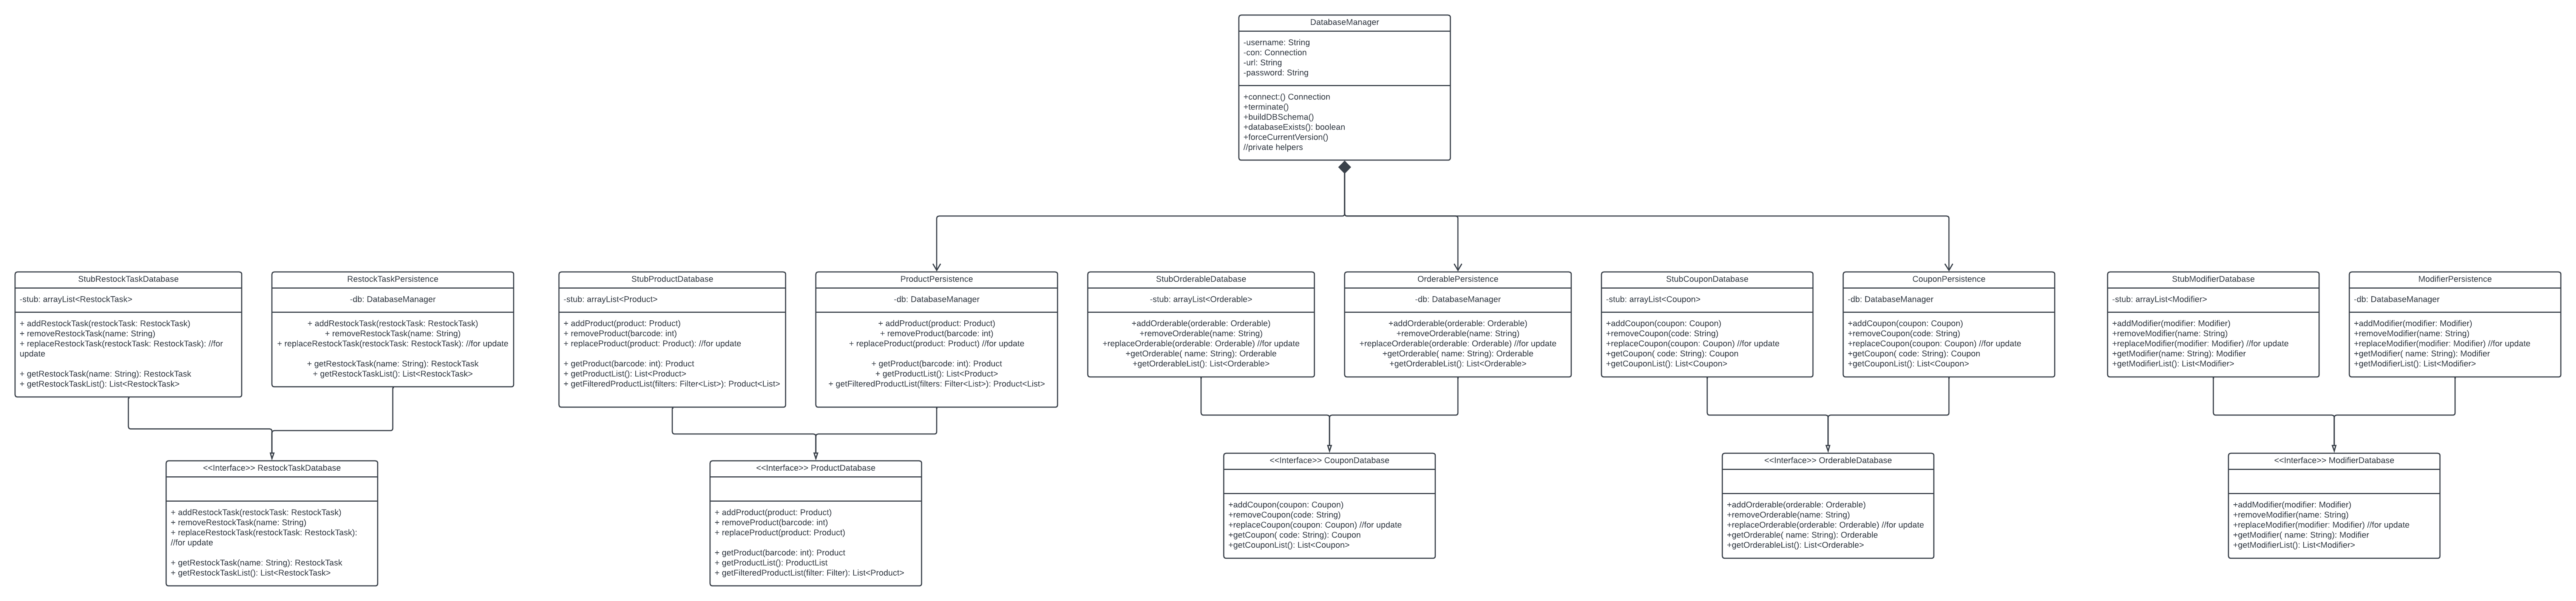 DatabaseManager
-username: String
-con: Connection
-url: String
-password: String
+connect:() Connection
+terminate()
+buildDBSchema()
+databaseExists(): boolean
+forceCurrentVersion()
//private helpers
StubRestockTaskDatabase
-stub: arrayList<RestockTask>
+ addRestockTask(restockTask: RestockTask)
+ removeRestockTask(name: String)
+ replaceRestockTask(restockTask: RestockTask): //for
update
+ getRestockTask(name: String): RestockTask
+ getRestockTaskList(): List<RestockTask>
RestockTaskPersistence
-db: DatabaseManager
+ addRestockTask(restockTask: RestockTask)
+ removeRestockTask(name: String)
+ replaceRestockTask(restockTask: RestockTask): //for update
+ getRestockTask(name: String): RestockTask
+ getRestockTaskList(): List<RestockTask>
StubProductDatabase
-stub: arrayList<Product>
+ addProduct(product: Product)
+ removeProduct(barcode: int)
+ replaceProduct(product: Product): //for update
+ getProduct(barcode: int): Product
+ getProductList(): List<Product>
+ getFilteredProductList(filters: Filter<List>): Product<List>
ProductPersistence
-db: DatabaseManager
+ addProduct(product: Product)
+ removeProduct(barcode: int)
+ replaceProduct(product: Product) //for update
+ getProduct(barcode: int): Product
+ getProductList(): List<Product>
+ getFilteredProductList(filters: Filter<List>): Product<List>
StubOrderableDatabase
-stub: arrayList<Orderable>
+addOrderable(orderable: Orderable)
+removeOrderable(name: String)
+replaceOrderable(orderable: Orderable) //for update
+getOrderable( name: String): Orderable
+getOrderableList(): List<Orderable>
OrderablePersistence
-db: DatabaseManager
+addOrderable(orderable: Orderable)
+removeOrderable(name: String)
+replaceOrderable(orderable: Orderable) //for update
+getOrderable( name: String): Orderable
+getOrderableList(): List<Orderable>
StubCouponDatabase
-stub: arrayList<Coupon>
+addCoupon(coupon: Coupon)
+removeCoupon(code: String)
+replaceCoupon(coupon: Coupon) //for update
+getCoupon( code: String): Coupon
+getCouponList(): List<Coupon>
CouponPersistence
-db: DatabaseManager
+addCoupon(coupon: Coupon)
+removeCoupon(code: String)
+replaceCoupon(coupon: Coupon) //for update
+getCoupon( code: String): Coupon
+getCouponList(): List<Coupon>
StubModifierDatabase
-stub: arrayList<Modifier>
+addModifier(modifier: Modifier)
+removeModifier(name: String)
+replaceModifier(modifier: Modifier) //for update
+getModifier(name: String): Modifier
+getModifierList(): List<Modifier>
ModifierPersistence
-db: DatabaseManager
+addModifier(modifier: Modifier)
+removeModifier(name: String)
+replaceModifier(modifier: Modifier) //for update
+getModifier( name: String): Modifier
+getModifierList(): List<Modifier>
<<Interface>> RestockTaskDatabase
+ addRestockTask(restockTask: RestockTask)
+ removeRestockTask(name: String)
+ replaceRestockTask(restockTask: RestockTask):
//for update
+ getRestockTask(name: String): RestockTask
+ getRestockTaskList(): List<RestockTask>
<<Interface>> ProductDatabase
+ addProduct(product: Product)
+ removeProduct(barcode: int)
+ replaceProduct(product: Product)
+ getProduct(barcode: int): Product
+ getProductList(): ProductList
+ getFilteredProductList(filter: Filter): List<Product>
<<Interface>> CouponDatabase
+addCoupon(coupon: Coupon)
+removeCoupon(code: String)
+replaceCoupon(coupon: Coupon) //for update
+getCoupon( code: String): Coupon
+getCouponList(): List<Coupon>
<<Interface>> OrderableDatabase
+addOrderable(orderable: Orderable)
+removeOrderable(name: String)
+replaceOrderable(orderable: Orderable) //for update
+getOrderable( name: String): Orderable
+getOrderableList(): List<Orderable>
<<Interface>> ModifierDatabase
+addModifier(modifier: Modifier)
+removeModifier(name: String)
+replaceModifier(modifier: Modifier) //for update
+getModifier( name: String): Modifier
+getModifierList(): List<Modifier>